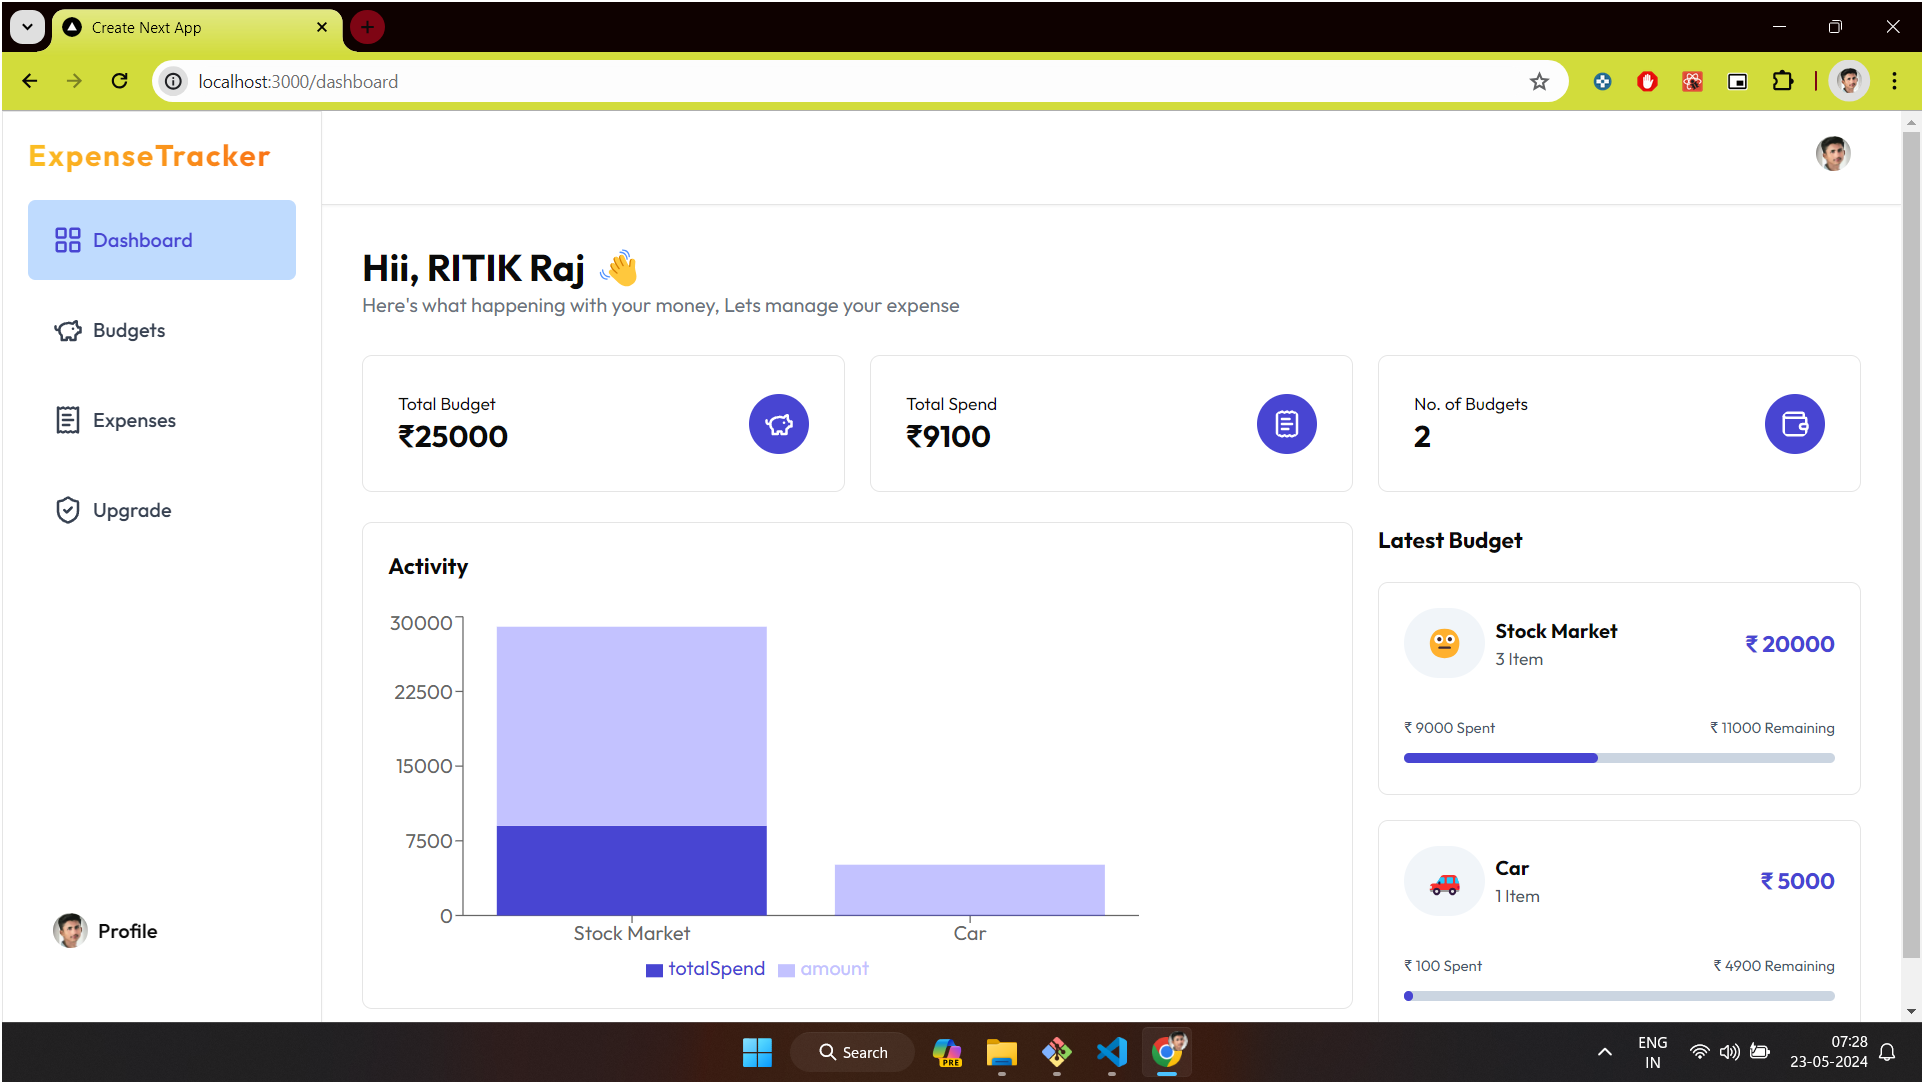 Create Next App
localhost:3000/dashboard
ExpenseTracker
Dashboard
Budgets
Expenses
Upgrade
Profile
Hii, RITIK Raj 👋
Here's what happening with your money, Lets manage your expense
Total Budget
₹25000
Total Spend
₹9100
No. of Budgets
2
Activity
30000
22500
15000
7500
0
Stock Market
Car
totalSpend
amount
Latest Budget
Stock Market
3 Item
₹ 20000
₹ 9000 Spent
₹ 11000 Remaining
Car
1 Item
₹ 5000
₹ 100 Spent
₹ 4900 Remaining
Search
PRE
ENG
IN
07:28
23-05-2024